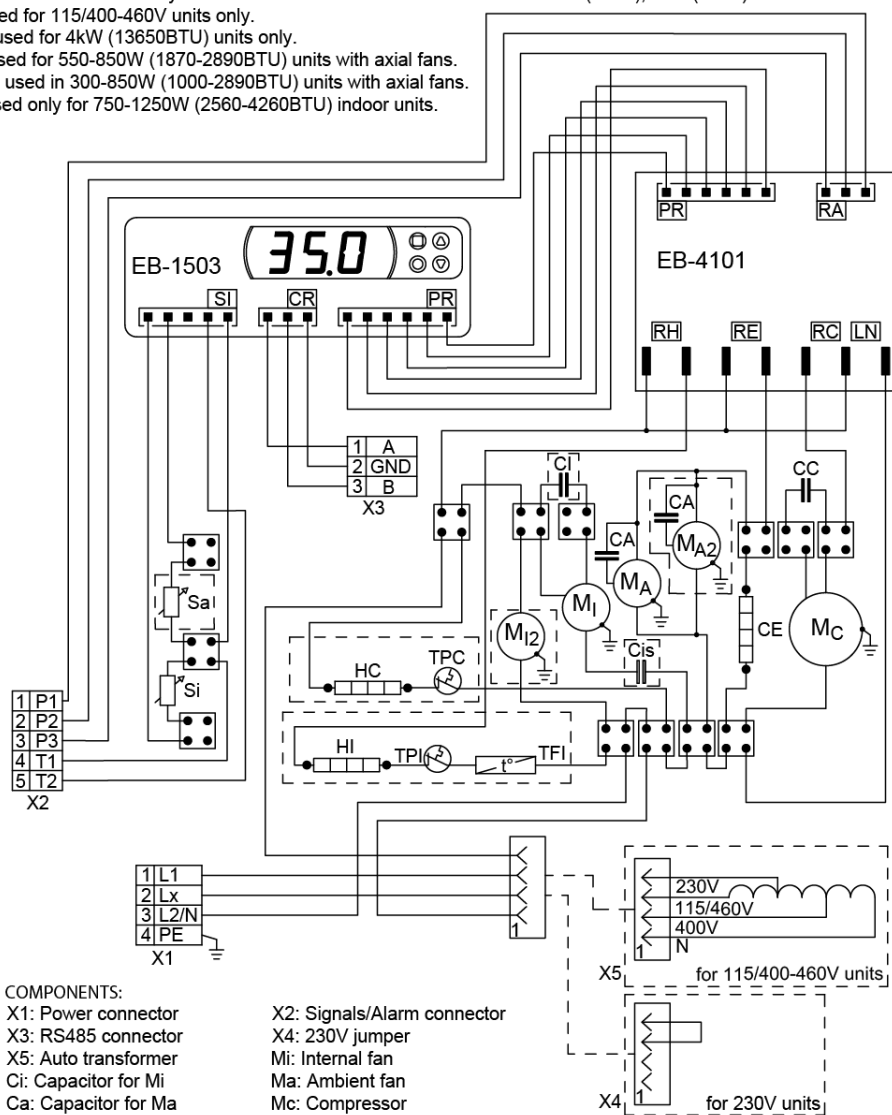 for 115/400-460V units only.
used for 4kW (13650BTU) units only.
for 550-850W (1870-2890BTU) units with axial fans.
used in 300-850W (1000-2890BTU) units with axial fans.
only for 750-1250W (2560-4260BTU) indoor units.
PR
RA
EB-4101
RH
RE
RC
LN
EB-1503
35.0
SI
CR
PR
1 A
2 GND
3 B
X3
CI
CC
CA
CA
MA2
MA
MI
MI2
Cis
CE
MC
Sa
Si
HC
TPC
HI
TPI
t°
TFI
1 P1
2 P2
3 P3
4 T1
5 T2
X2
1 L1
2 Lx
3 L2/N
4 PE
X1
1
230V
115/460V
400V
N
1
X5
for 115/400-460V units
1
X4
for 230V units
COMPONENTS:
X1: Power connector
X3: RS485 connector
X5: Auto transformer
Ci: Capacitor for Mi
Ca: Capacitor for Ma
X2: Signals/Alarm connector
X4: 230V jumper
Mi: Internal fan
Ma: Ambient fan
Mc: Compressor